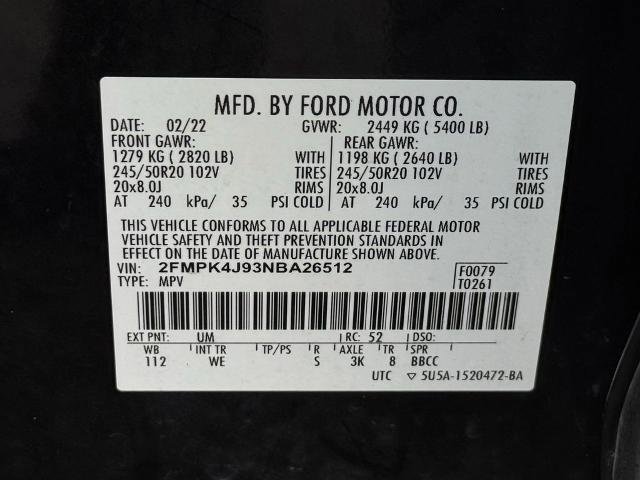 MFD. BY FORD MOTOR CO.
DATE: 02/22 GVWR: 2449 KG ( 5400 LB)
FRONT GAWR: REAR GAWR:
1279 KG ( 2820 LB) WITH 1198 KG ( 2640 LB) WITH
245/50R20 102V TIRES 245/50R20 102V TIRES
20x8.0J RIMS 20x8.0J RIMS
AT 240 kPa/ 35 PSI COLD AT 240 kPa/ 35 PSI COLD
THIS VEHICLE CONFORMS TO ALL APPLICABLE FEDERAL MOTOR
VEHICLE SAFETY AND THEFT PREVENTION STANDARDS IN
EFFECT ON THE DATE OF MANUFACTURE SHOWN ABOVE.
VIN: 2FMPK4J93NBA26512 F0079
TYPE: MPV T0261
EXT PNT: UM RC: 52 DSO:
WB INT TR TP/PS R AXLE TR SPR
112 WE S 3K 8 BBCC
UTC ▽ 5U5A-1520472-BA